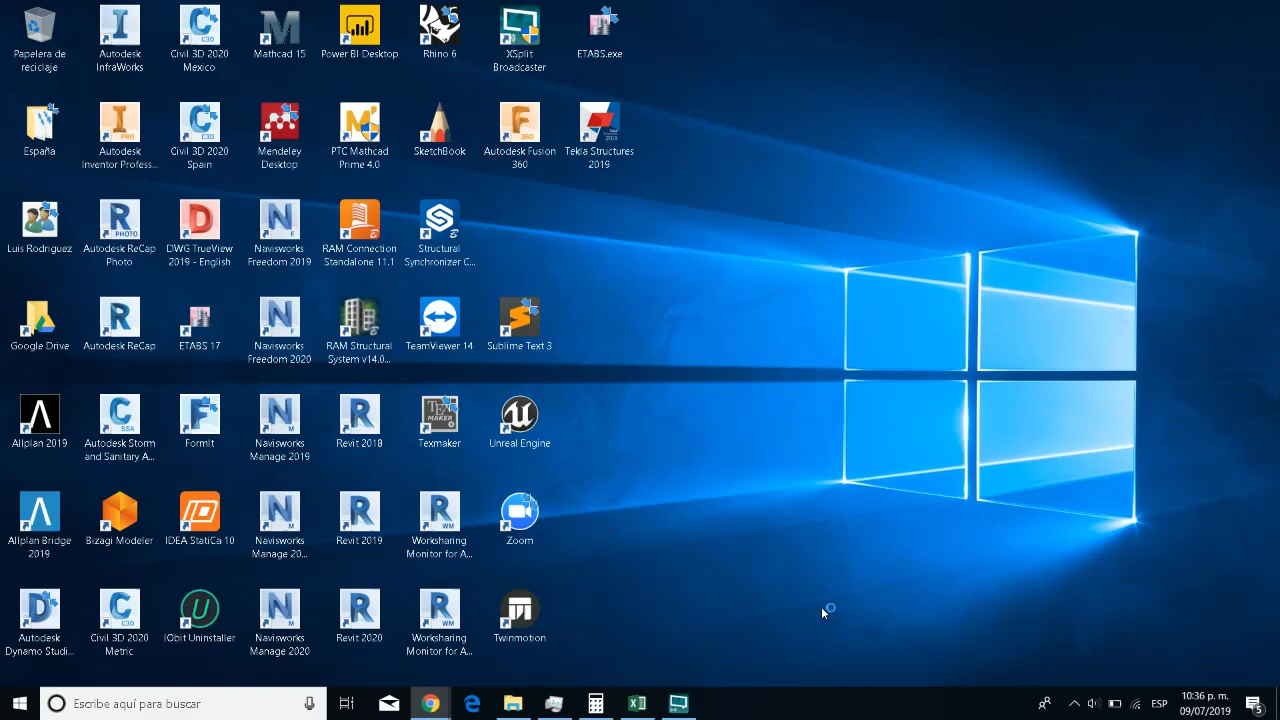 Papelera de
reciclaje
Autodesk
InfraWorks
Civil 3D 2020
Mexico
Mathcad 15
Power BI Desktop
Rhino 6
XSplit
Broadcaster
ETABS.exe
España
Autodesk
Inventor Profess...
Civil 3D 2020
Spain
Mendeley
Desktop
PTC Mathcad
Prime 4.0
SketchBook
Autodesk Fusion
360
Tekla Structures
2019
Luis Rodriguez
Autodesk ReCap
Photo
DWG TrueView
2019 - English
Navisworks
Freedom 2019
RAM Connection
Standalone 11.1
Structural
Synchronizer C...
Google Drive
Autodesk ReCap
ETABS 17
Navisworks
Freedom 2020
RAM Structural
System v14.0...
TeamViewer 14
Sublime Text 3
Allplan 2019
Autodesk Storm
and Sanitary A...
FormIt
Navisworks
Manage 2019
Revit 2018
Texmaker
Unreal Engine
Allplan Bridge
2019
Bizagi Modeler
IDEA StatiCa 10
Navisworks
Manage 20...
Revit 2019
Worksharing
Monitor for A...
Zoom
Autodesk
Dynamo Studi...
Civil 3D 2020
Metric
IObit Uninstaller
Navisworks
Manage 2020
Revit 2020
Worksharing
Monitor for A...
Twinmotion
Escribe aquí para buscar
ESP
10:36 p. m.
09/07/2019
5